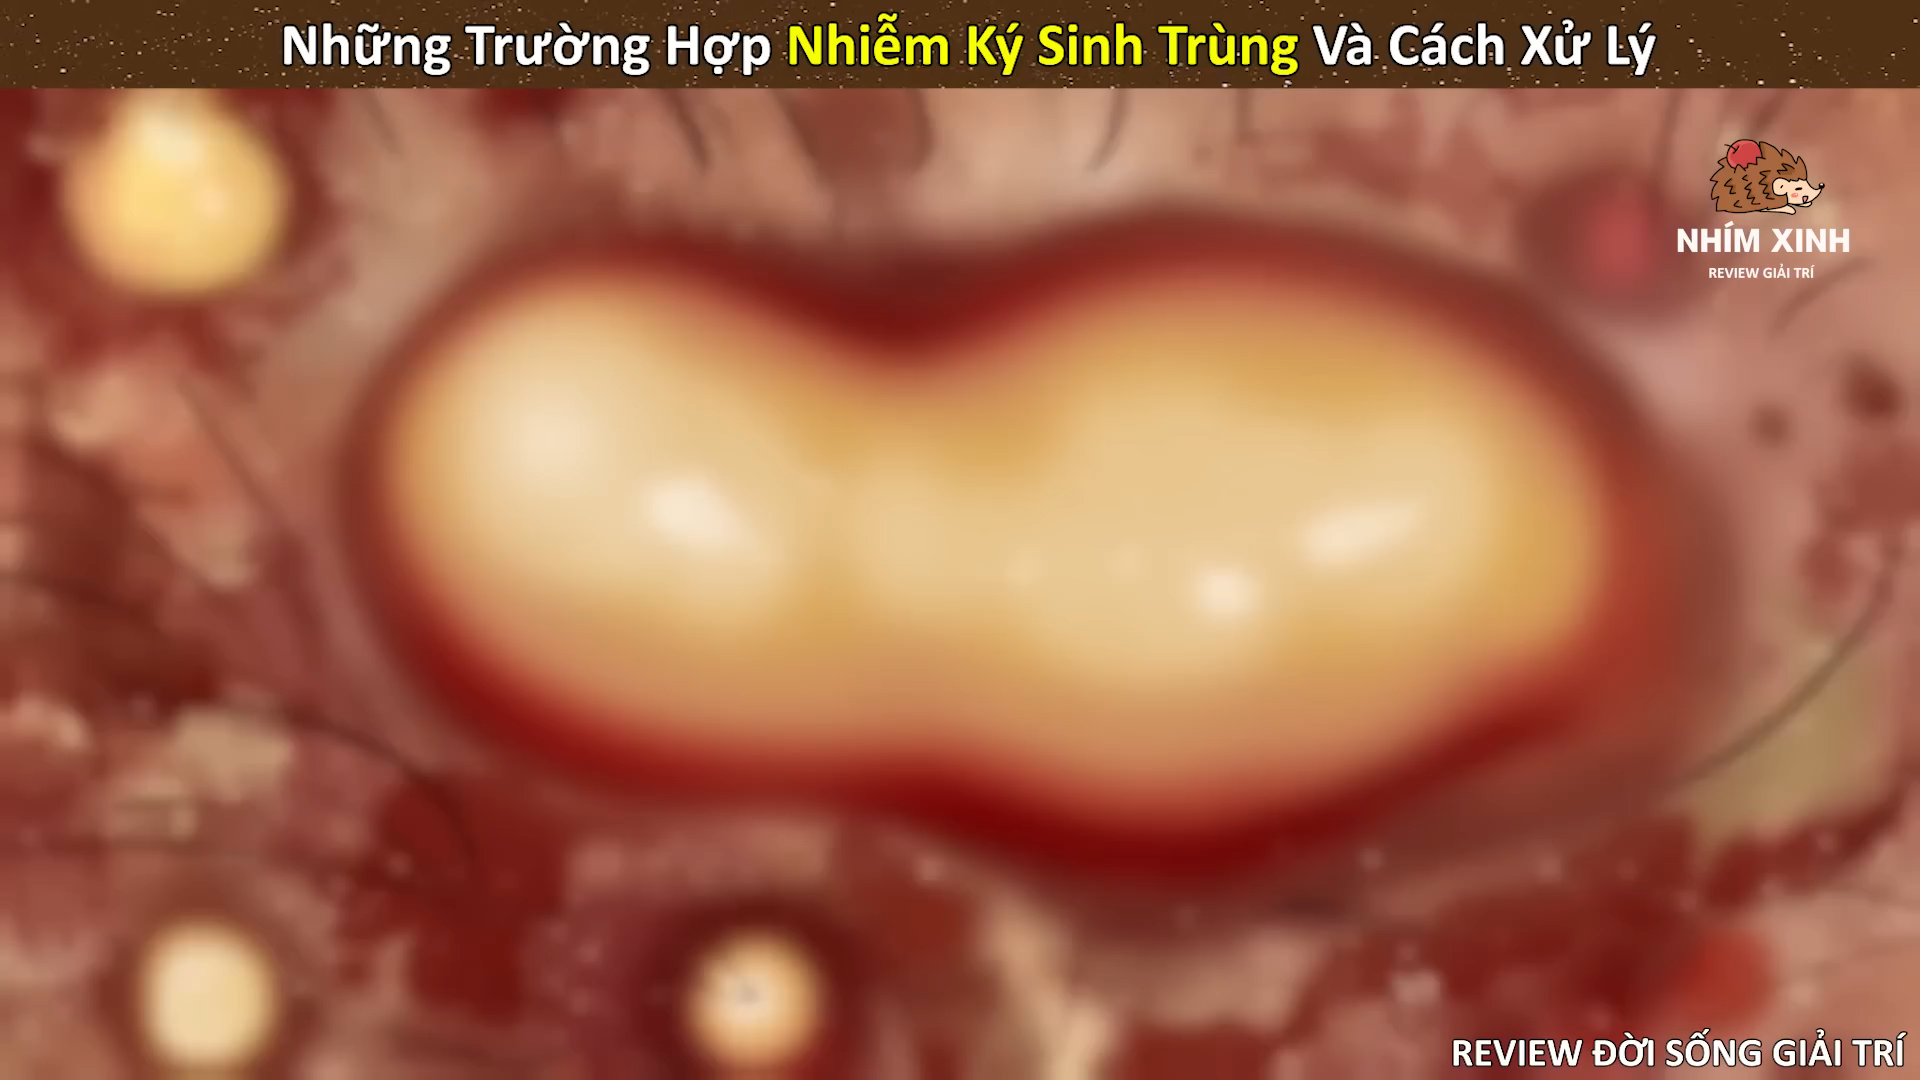 Những Trường Hợp Nhiễm Ký Sinh Trùng Và Cách Xử Lý
NHÍM XINH
REVIEW GIẢI TRÍ
REVIEW ĐỜI SỐNG GIẢI TRÍ